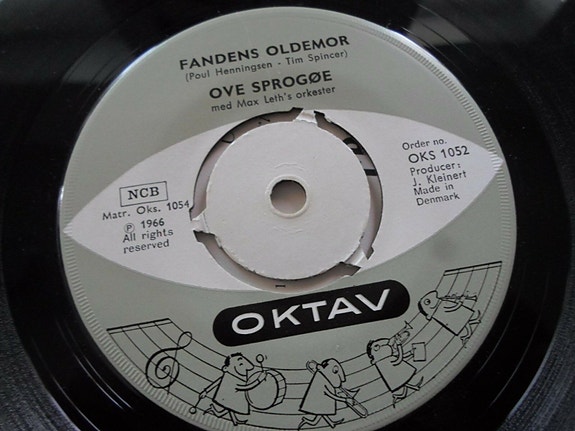 FANDENS OLDEMOR
(Poul Henningsen - Tim Spincer)
OVE SPROGØE
med Max Leth's orkester
NCB
Matr. Oks. 1054
Ⓟ 1966
All rights
reserved
Order no.
OKS 1052
Producer:
J. Kleinert
Made in
Denmark
OKTAV